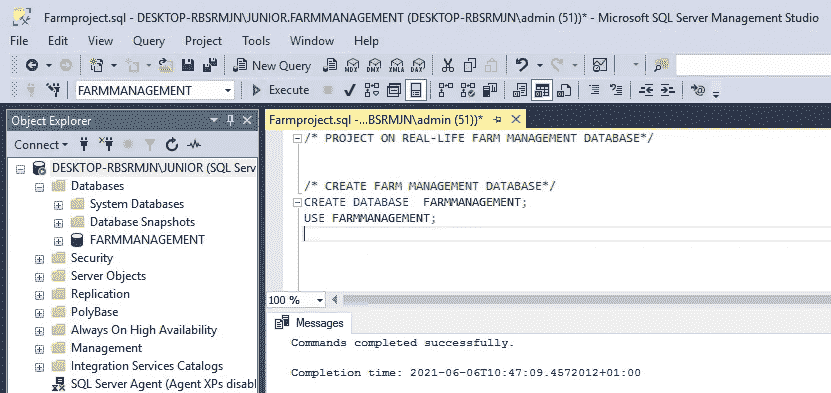 Farmproject.sql - DESKTOP-RBSRMJN\JUNIOR.FARMMANAGEMENT (DESKTOP-RBSRMJN\admin (51))* - Microsoft SQL Server Management Studio
File Edit View Query Project Tools Window Help
New Query MDX DMX XMLA DAX
FARMMANAGEMENT Execute
Object Explorer
Connect
DESKTOP-RBSRMJN\JUNIOR (SQL Serv
Databases
System Databases
Database Snapshots
FARMMANAGEMENT
Security
Server Objects
Replication
PolyBase
Always On High Availability
Management
Integration Services Catalogs
SQL Server Agent (Agent XPs disabl
Farmproject.sql -...BSRMJN\admin (51))*
/* PROJECT ON REAL-LIFE FARM MANAGEMENT DATABASE*/
/* CREATE FARM MANAGEMENT DATABASE*/
CREATE DATABASE  FARMMANAGEMENT;
USE FARMMANAGEMENT;
100 %
Messages
Commands completed successfully.
Completion time: 2021-06-06T10:47:09.4572012+01:00